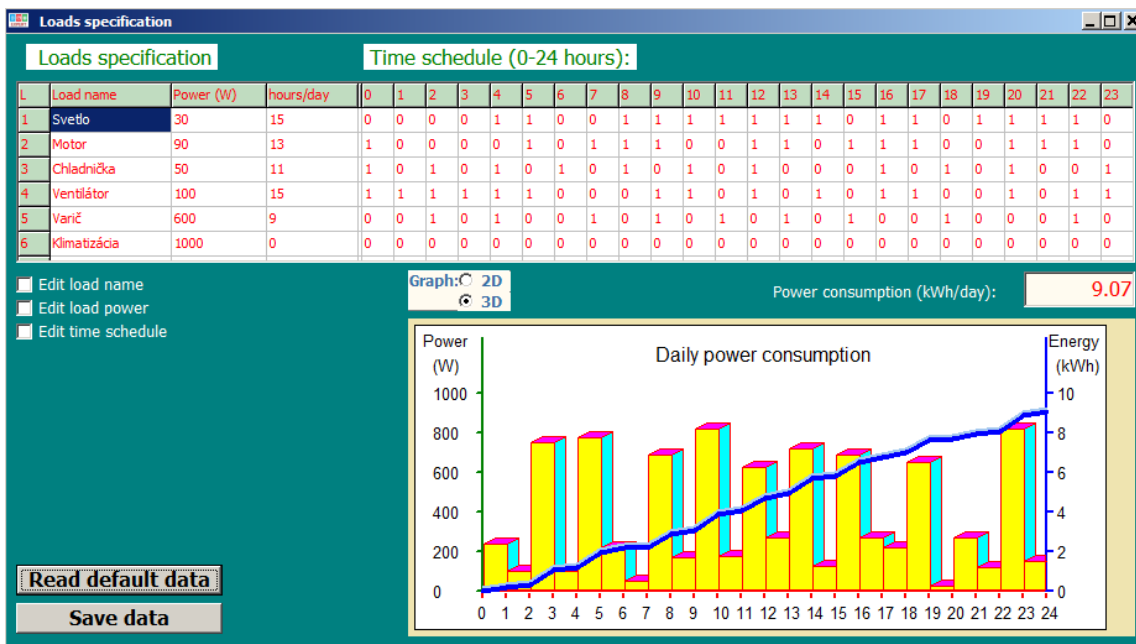 Loads specification
Loads specification Time schedule (0-24 hours):
L Load name Power (W) hours/day 0 1 2 3 4 5 6 7 8 9 10 11 12 13 14 15 16 17 18 19 20 21 22 23
1 Svetlo 30 15 0 0 0 0 1 1 0 0 1 1 1 1 1 1 1 0 1 1 0 1 1 1 1 0
2 Motor 90 13 1 0 0 0 0 1 0 1 1 1 0 0 1 1 0 1 1 1 0 0 1 1 1 0
3 Chladnička 50 11 1 0 1 0 1 0 1 0 1 0 1 0 1 0 0 0 1 0 1 0 1 0 0 1
4 Ventilátor 100 15 1 1 1 1 1 1 0 0 0 1 1 0 1 0 1 0 1 1 0 0 1 0 1 1
5 Varič 600 9 0 0 1 0 1 0 0 1 0 1 0 1 0 1 0 1 0 0 1 0 0 0 1 0
6 Klimatizácia 1000 0 0 0 0 0 0 0 0 0 0 0 0 0 0 0 0 0 0 0 0 0 0 0 0 0
Edit load name
Edit load power
Edit time schedule
Graph: 2D
3D
Power consumption (kWh/day): 9.07
Daily power consumption
Power
(W)
1000
800
600
400
200
0
Energy
(kWh)
10
8
6
4
2
0
0 1 2 3 4 5 6 7 8 9 10 11 12 13 14 15 16 17 18 19 20 21 22 23 24
Read default data
Save data